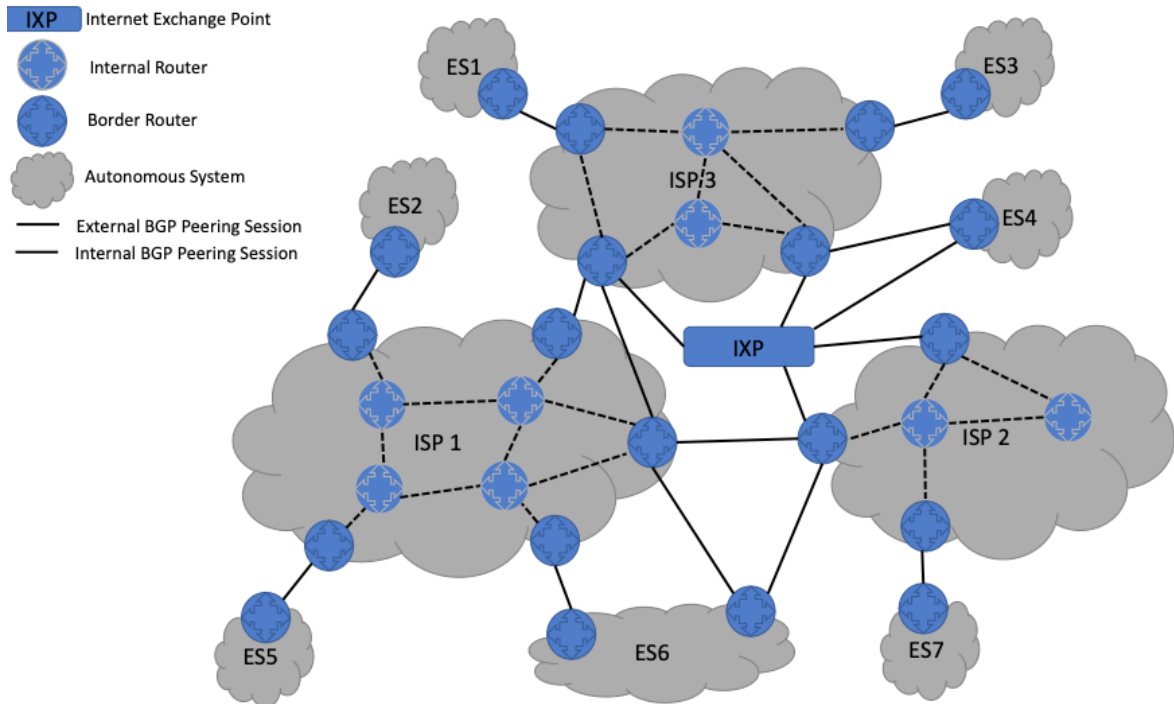 IXP Internet Exchange Point
Internal Router
Border Router
Autonomous System
External BGP Peering Session
Internal BGP Peering Session
ES1
ES3
ISP 3
ES2
ES4
IXP
ISP 1
ISP 2
ES5
ES6
ES7